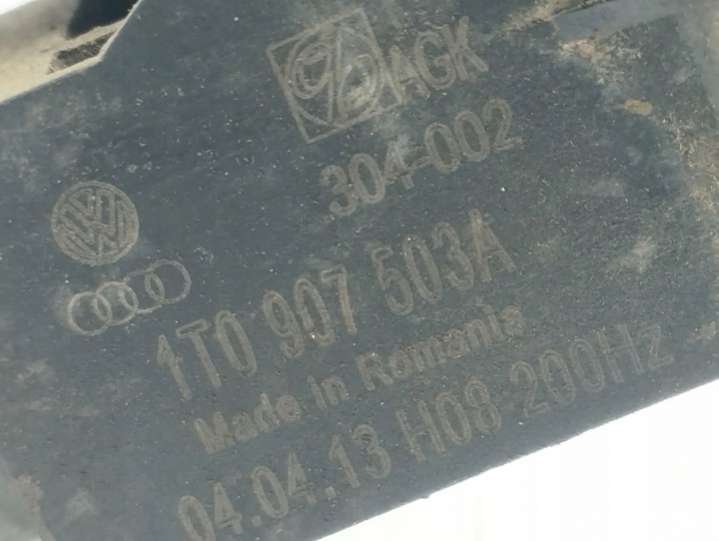 AGK
304-002
1T0 907 503A
Made in Romania
04.04.13 H08 200Hz